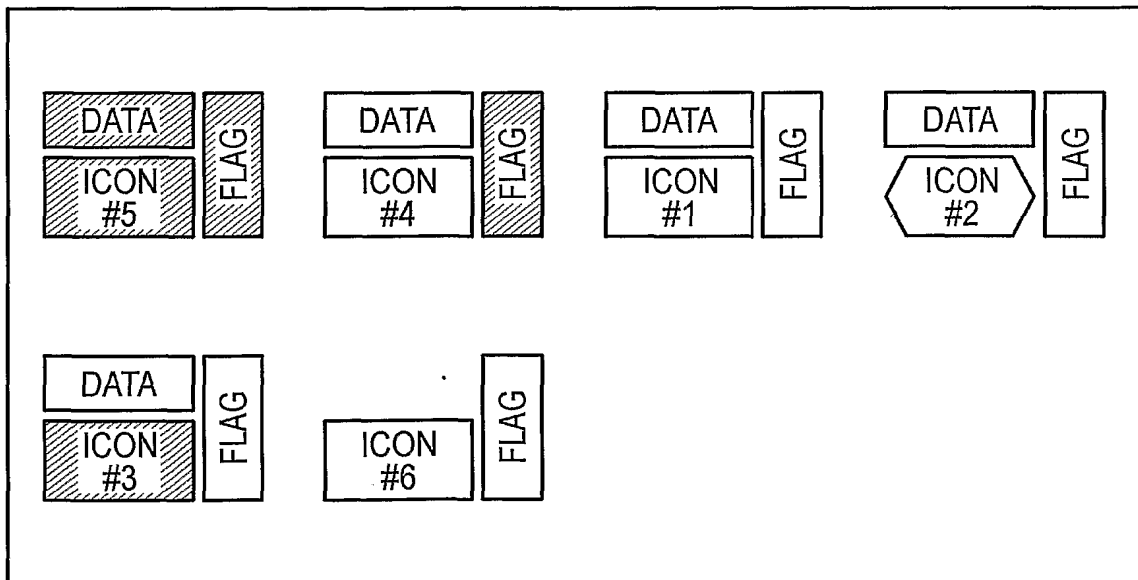 DATA
ICON
#5
FLAG
DATA
ICON
#4
FLAG
DATA
ICON
#1
FLAG
DATA
ICON
#2
FLAG
DATA
ICON
#3
FLAG
ICON
#6
FLAG